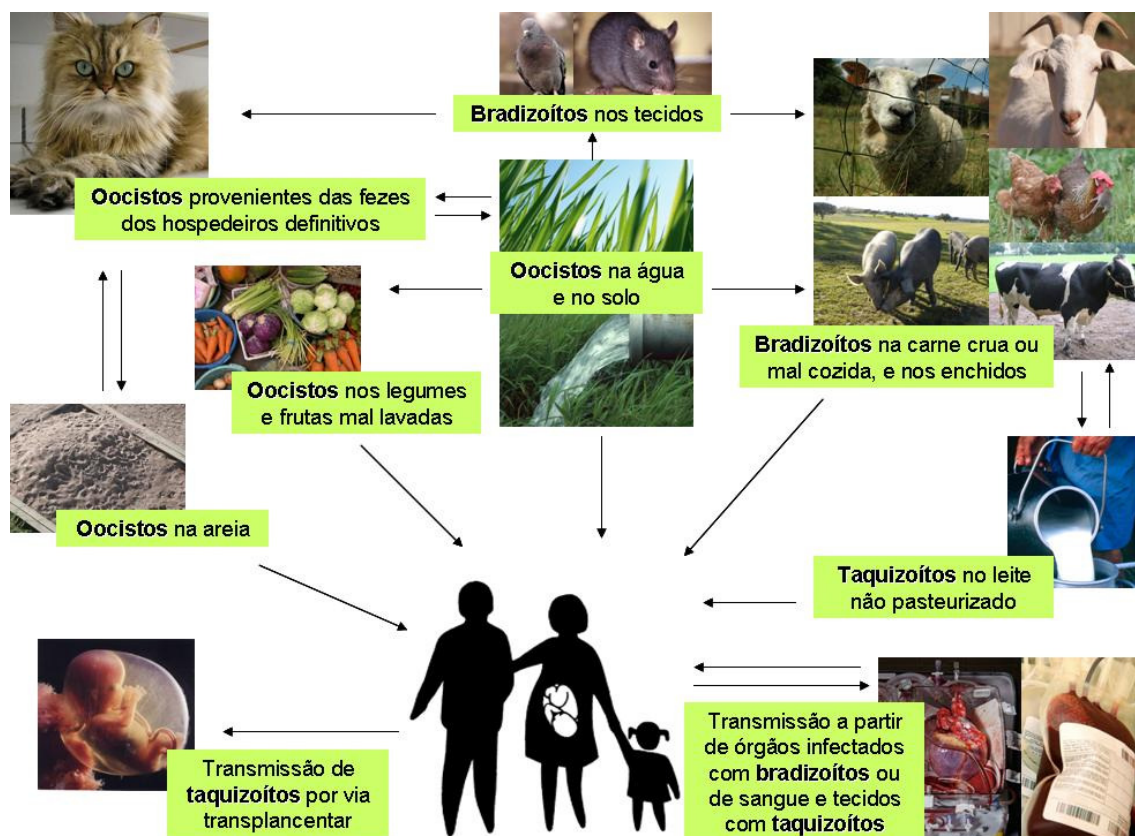 Bradizoítos nos tecidos
Oocistos provenientes das fezes
dos hospedeiros definitivos
Oocistos na água
e no solo
Oocistos nos legumes
e frutas mal lavadas
Bradizoítos na carne crua ou
mal cozida, e nos enchidos
Oocistos na areia
Taquizoítos no leite
não pasteurizado
Transmissão de
taquizoítos por via
transplancentar
Transmissão a partir
de órgãos infectados
com bradizoítos ou
de sangue e tecidos
com taquizoítos